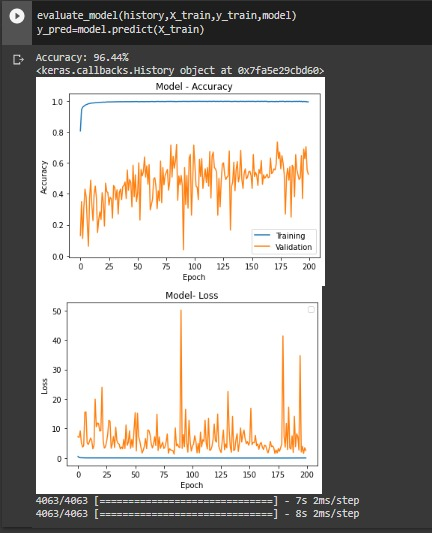 evaluate_model(history,X_train,y_train,model)
y_pred=model.predict(X_train)
Accuracy: 96.44%
<keras.callbacks.History object at 0x7fa5e29cbd60>
Model - Accuracy
1.0
0.8
0.6
0.4
0.2
0.0
Accuracy
Training
Validation
0 25 50 75 100 125 150 175 200
Epoch
Model- Loss
50
40
30
20
10
0
Loss
0 25 50 75 100 125 150 175 200
Epoch
4063/4063 [==============================] - 7s 2ms/step
4063/4063 [==============================] - 8s 2ms/step